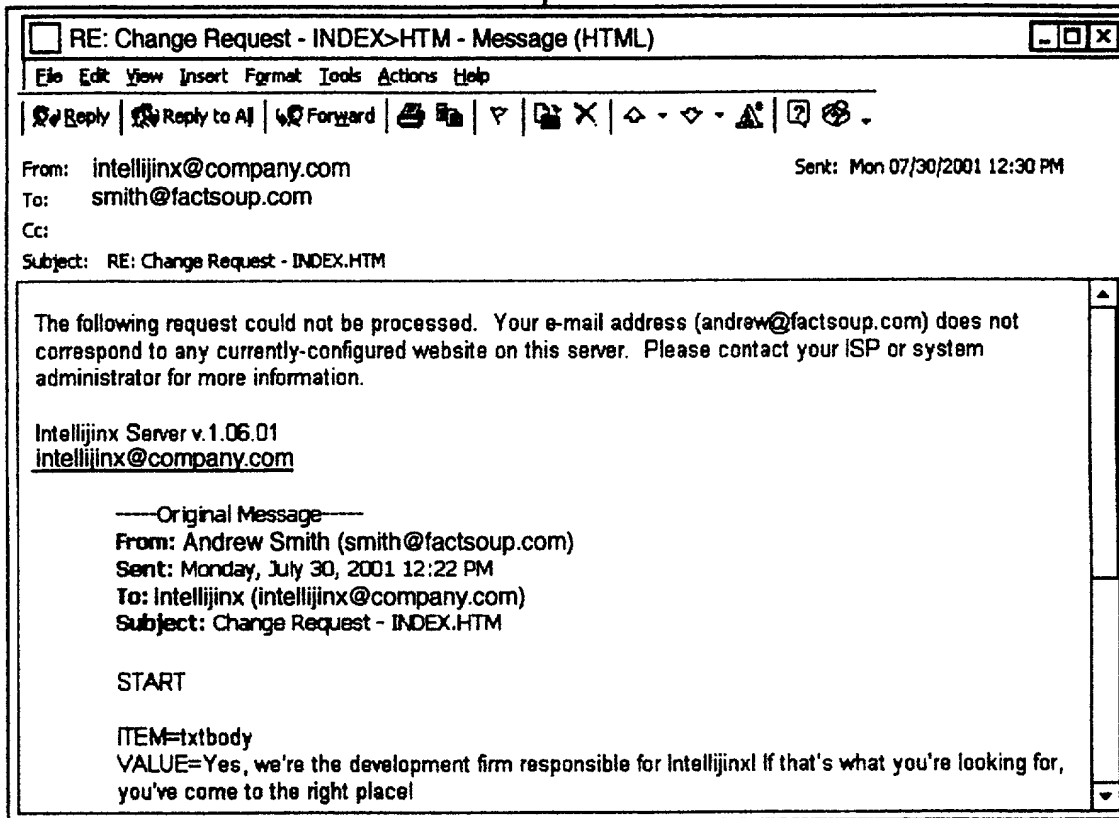 RE: Change Request - INDEX>HTM - Message (HTML)
File Edit View Insert Format Tools Actions Help
Reply Reply to All Forward
From: intellijinx@company.com Sent: Mon 07/30/2001 12:30 PM
To: smith@factsoup.com
Cc:
Subject: RE: Change Request - INDEX.HTM
The following request could not be processed. Your e-mail address (andrew@factsoup.com) does not
correspond to any currently-configured website on this server. Please contact your ISP or system
administrator for more information.
Intellijinx Server v.1.06.01
intellijinx@company.com
-----Original Message-----
From: Andrew Smith (smith@factsoup.com)
Sent: Monday, July 30, 2001 12:22 PM
To: Intellijinx (intellijinx@company.com)
Subject: Change Request - INDEX.HTM
START
ITEM=txtbody
VALUE=Yes, we're the development firm responsible for Intellijinx! If that's what you're looking for,
you've come to the right place!